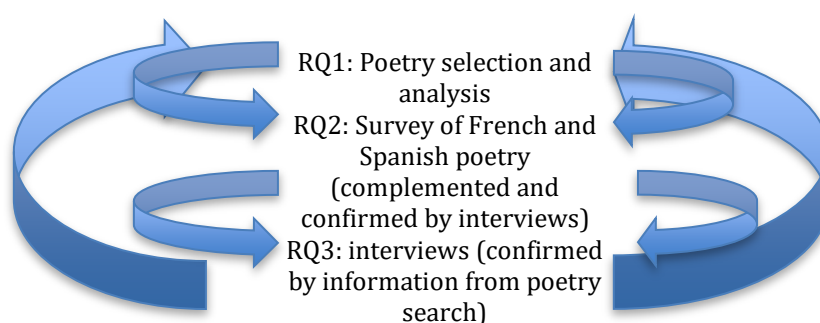 RQ1: Poetry selection and
analysis
RQ2: Survey of French and
Spanish poetry
(complemented and
confirmed by interviews)
RQ3: interviews (confirmed
by information from poetry
search)